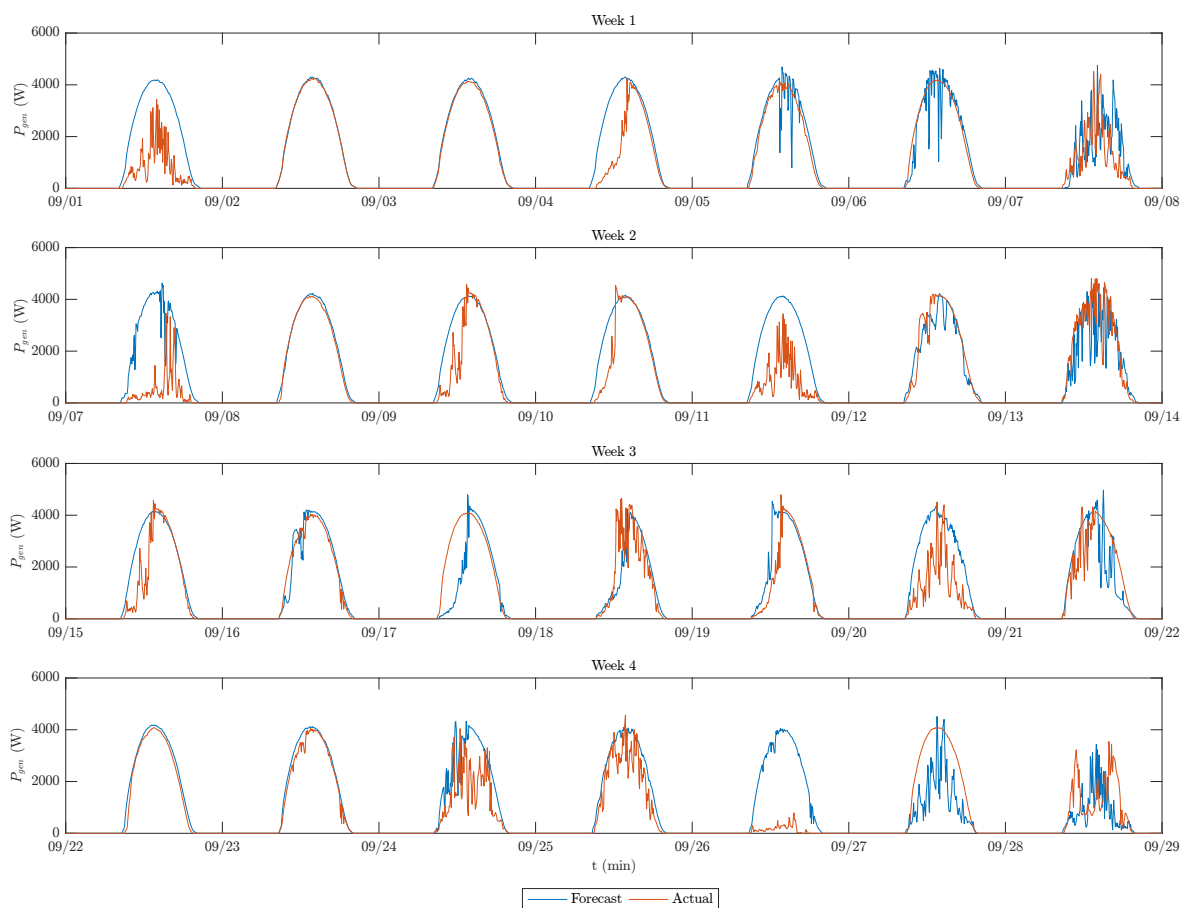 Week 1
6000
4000
2000
0
P_gen (W)
09/01 09/02 09/03 09/04 09/05 09/06 09/07 09/08
Week 2
6000
4000
2000
0
P_gen (W)
09/07 09/08 09/09 09/10 09/11 09/12 09/13 09/14
Week 3
6000
4000
2000
0
P_gen (W)
09/15 09/16 09/17 09/18 09/19 09/20 09/21 09/22
Week 4
6000
4000
2000
0
P_gen (W)
09/22 09/23 09/24 09/25 09/26 09/27 09/28 09/29
t (min)
Forecast Actual